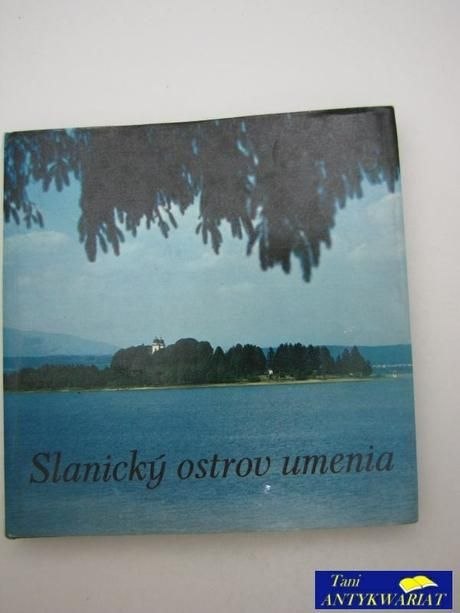 Slanický ostrov umenia
Tani
ANTYKWARIAT